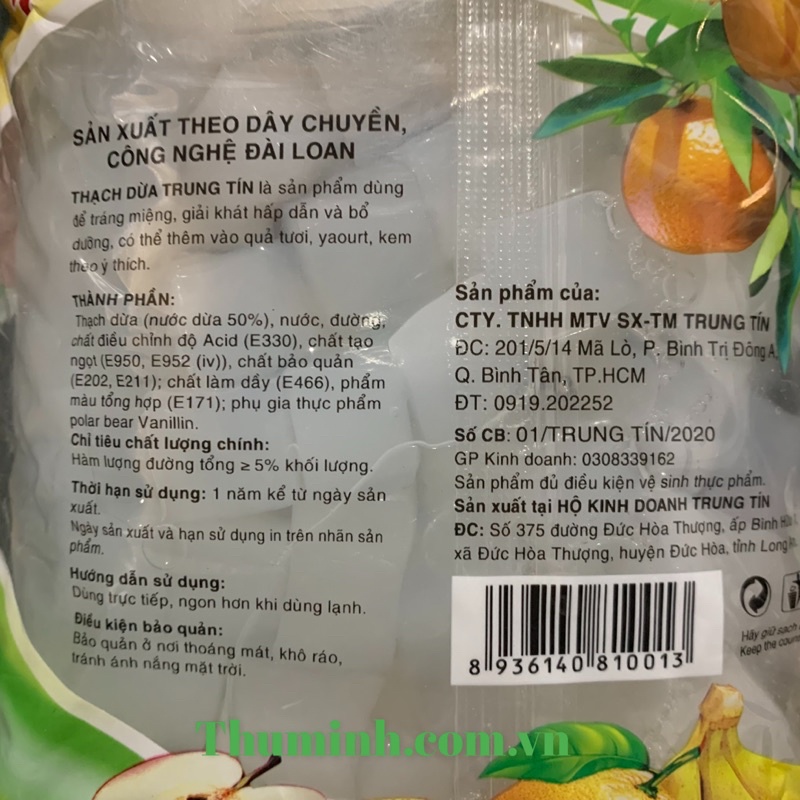 SẢN XUẤT THEO DÂY CHUYỀN,
CÔNG NGHỆ ĐÀI LOAN
THẠCH DỪA TRUNG TÍN là sản phẩm dùng
để tráng miệng, giải khát hấp dẫn và bổ
dưỡng, có thể thêm vào quả tươi, yaourt, kem
theo ý thích.
THÀNH PHẦN:
Thạch dừa (nước dừa 50%), nước, đường,
chất điều chỉnh độ Acid (E330), chất tạo
ngọt (E950, E952 (iv)), chất bảo quản
(E202, E211); chất làm dầy (E466), phẩm
màu tổng hợp (E171); phụ gia thực phẩm
polar bear Vanillin.
Chỉ tiêu chất lượng chính:
Hàm lượng đường tổng ≥ 5% khối lượng.
Thời hạn sử dụng: 1 năm kể từ ngày sản
xuất.
Ngày sản xuất và hạn sử dụng in trên nhãn sản
phẩm.
Hướng dẫn sử dụng:
Dùng trực tiếp, ngon hơn khi dùng lạnh.
Điều kiện bảo quản:
Bảo quản ở nơi thoáng mát, khô ráo,
tránh ánh nắng mặt trời.
Sản phẩm của:
CTY. TNHH MTV SX-TM TRUNG TÍN
ĐC: 201/5/14 Mã Lò, P. Bình Trị Đông A,
Q. Bình Tân, TP.HCM
ĐT: 0919.202252
Số CB: 01/TRUNG TÍN/2020
GP Kinh doanh: 0308339162
Sản phẩm đủ điều kiện vệ sinh thực phẩm.
Sản xuất tại HỘ KINH DOANH TRUNG TÍN
ĐC: Số 375 đường Đức Hòa Thượng, ấp Bình
xã Đức Hòa Thượng, huyện Đức Hòa, tỉnh Long
8 936140 810013
Hãy giữ sạch
Keep the
Thuminh.com.vn